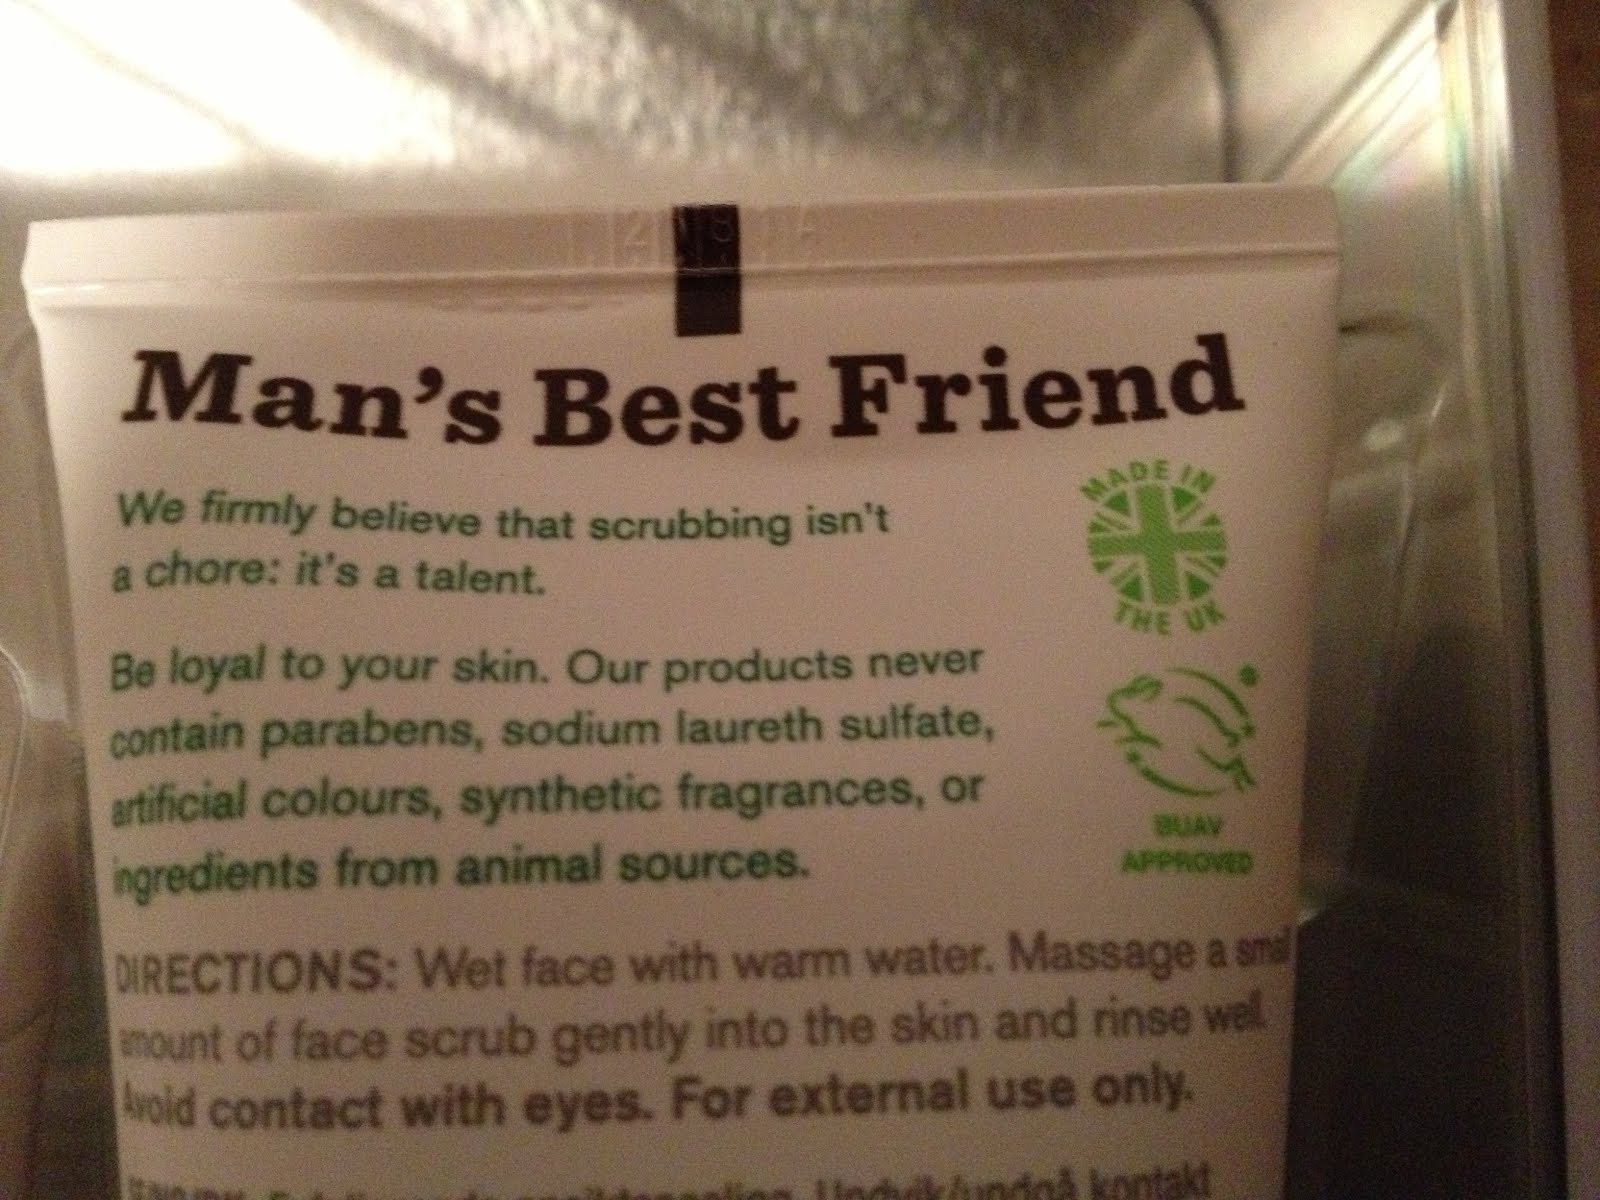 Man's Best Friend
We firmly believe that scrubbing isn't
a chore: it's a talent.
MADE IN
THE UK
Be loyal to your skin. Our products never
contain parabens, sodium laureth sulfate,
artificial colours, synthetic fragrances, or
ingredients from animal sources.
BUAV
APPROVED
DIRECTIONS: Wet face with warm water. Massage a small
amount of face scrub gently into the skin and rinse well.
Avoid contact with eyes. For external use only.
Undvik/undgå kontakt